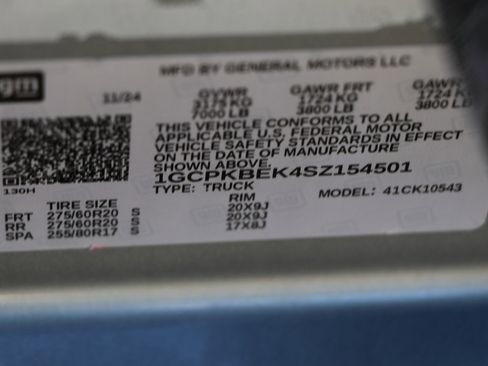 gm
MFD BY GENERAL MOTORS LLC
11/24
GVWR GAWR FRT GAWR
3175 KG 1724 KG 1724 K
7000 LB 3800 LB 3800 LB
THIS VEHICLE CONFORMS TO ALL
APPLICABLE U.S. FEDERAL MOTOR
VEHICLE SAFETY STANDARDS IN EFFECT
ON THE DATE OF MANUFACTURE
SHOWN ABOVE.
1GCPKBEK4SZ154501
130H
TYPE: TRUCK MODEL: 41CK10543
TIRE SIZE RIM
FRT 275/60R20 S 20X9J
RR 275/60R20 S 20X9J
SPA 255/80R17 S 17X8J